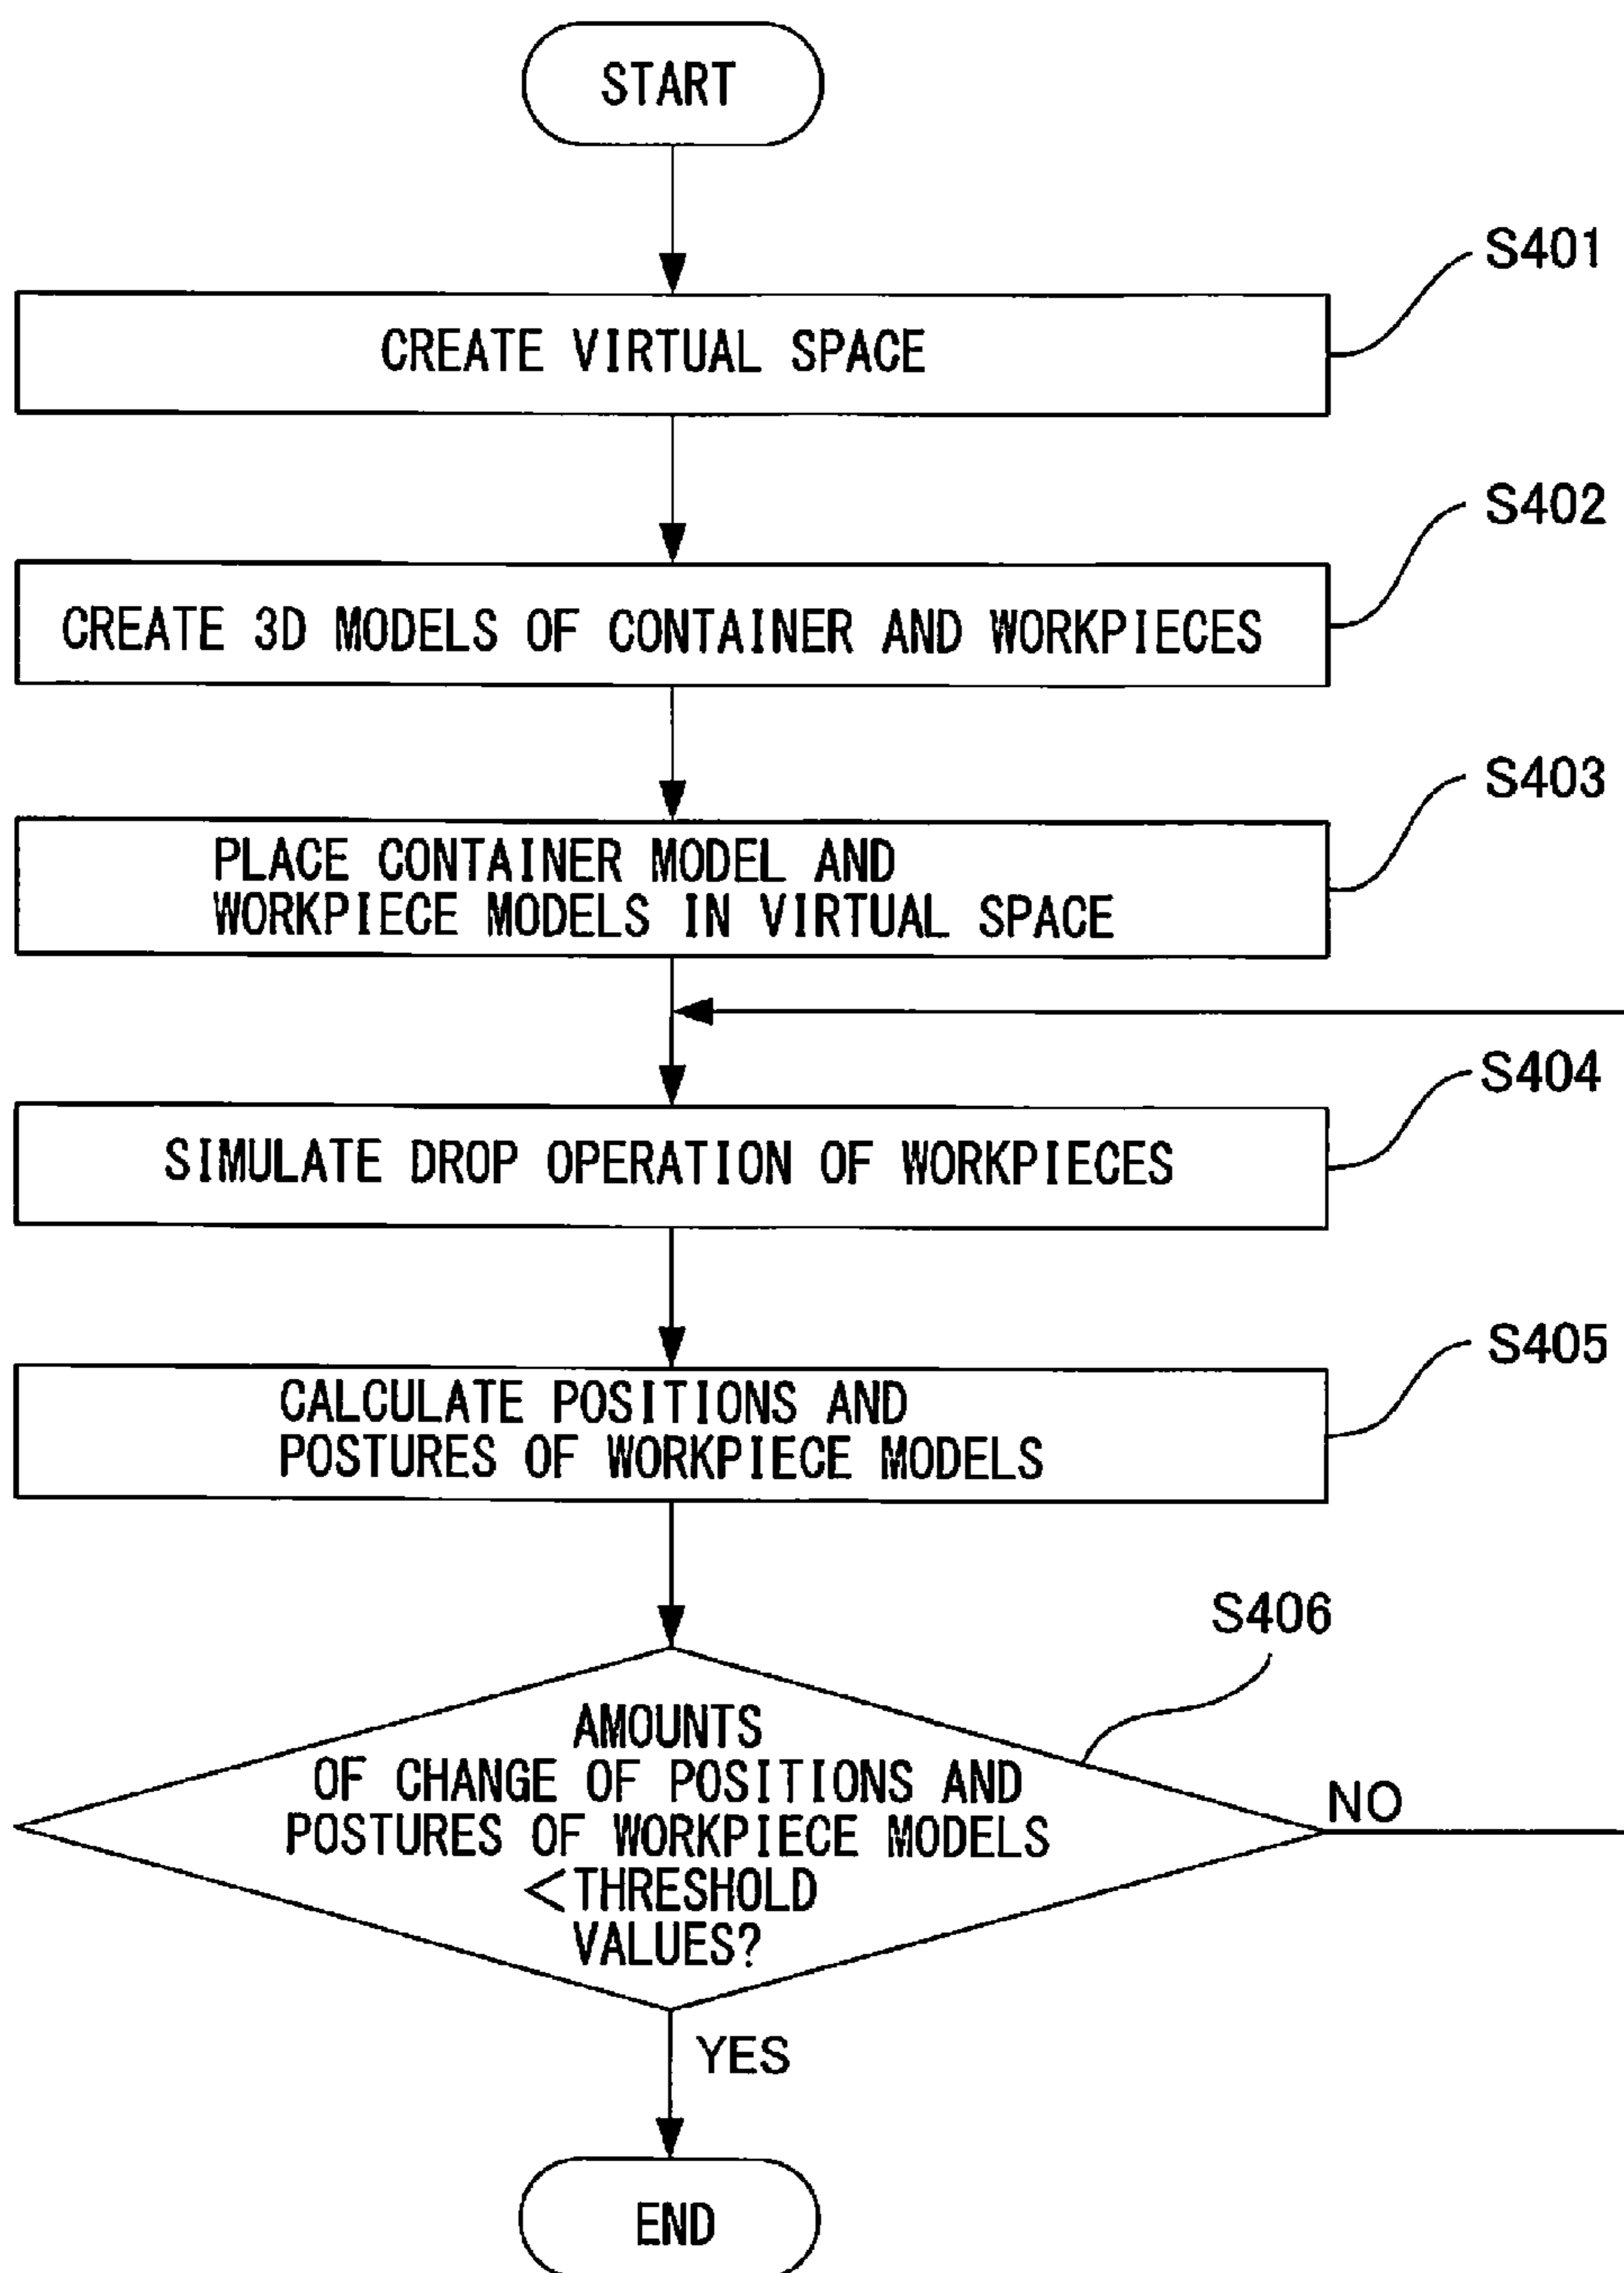 START
S401
CREATE VIRTUAL SPACE
S402
CREATE 3D MODELS OF CONTAINER AND WORKPIECES
S403
PLACE CONTAINER MODEL AND
WORKPIECE MODELS IN VIRTUAL SPACE
S404
SIMULATE DROP OPERATION OF WORKPIECES
S405
CALCULATE POSITIONS AND
POSTURES OF WORKPIECE MODELS
S406
AMOUNTS
OF CHANGE OF POSITIONS AND
POSTURES OF WORKPIECE MODELS
<THRESHOLD
VALUES?
NO
YES
END